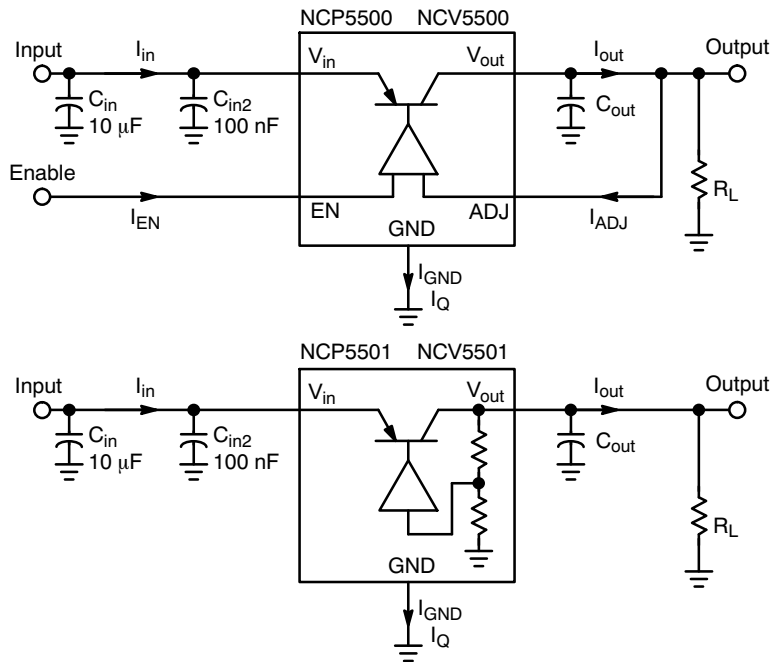 NCP5500 NCV5500
Input I_in V_in V_out I_out Output
C_in
10 μF
C_in2
100 nF
C_out
Enable
I_EN EN ADJ I_ADJ R_L
GND
I_GND
I_Q
NCP5501 NCV5501
Input I_in V_in V_out I_out Output
C_in
10 μF
C_in2
100 nF
C_out
R_L
GND
I_GND
I_Q